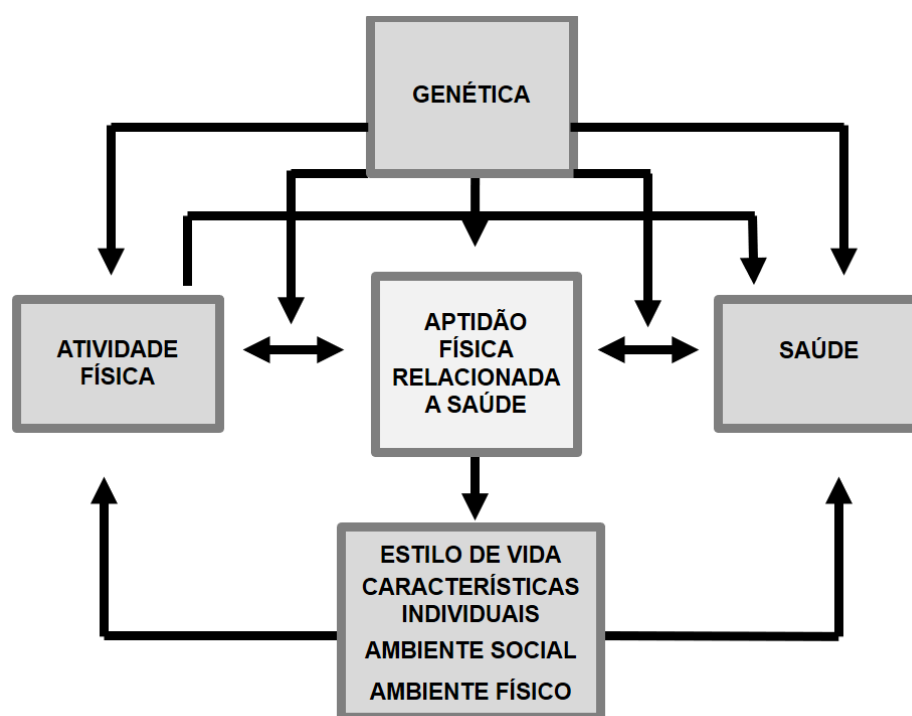 GENÉTICA
ATIVIDADE
FÍSICA
APTIDÃO
FÍSICA
RELACIONADA
A SAÚDE
SAÚDE
ESTILO DE VIDA
CARACTERÍSTICAS
INDIVIDUAIS
AMBIENTE SOCIAL
AMBIENTE FÍSICO